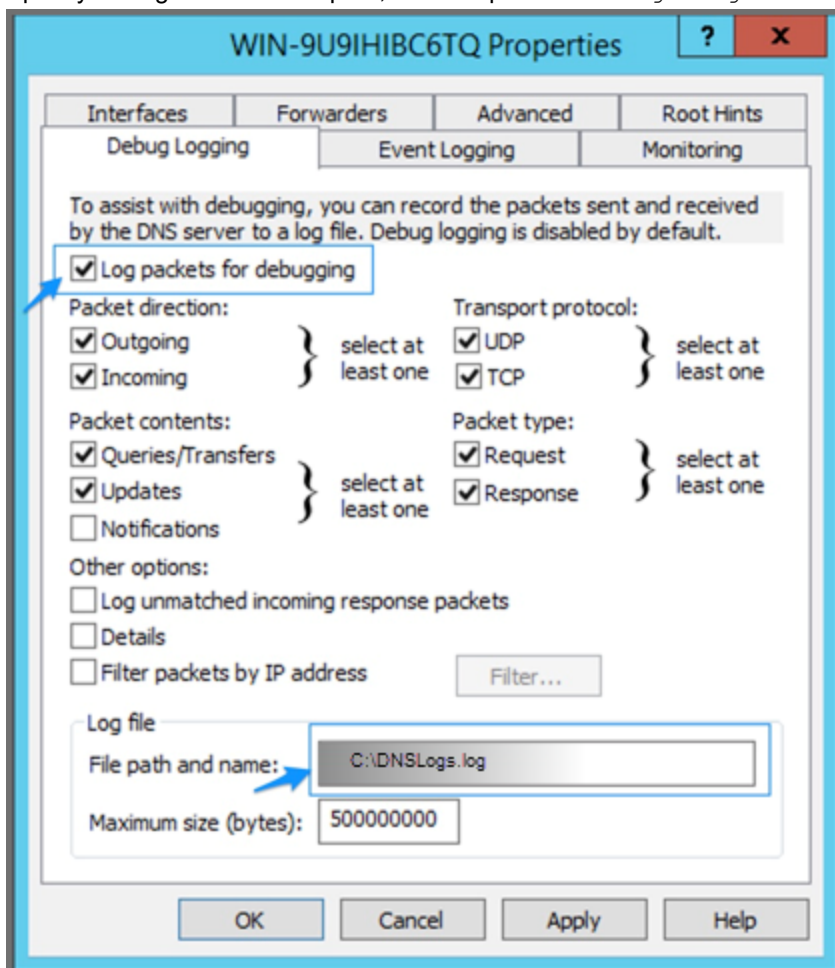 WIN-9U9IHIBC6TQ Properties ? x
Interfaces Forwarders Advanced Root Hints
Debug Logging Event Logging Monitoring
To assist with debugging, you can record the packets sent and received
by the DNS server to a log file. Debug logging is disabled by default.
Log packets for debugging
Packet direction: Transport protocol:
Outgoing select at UDP select at
Incoming least one TCP least one
Packet contents: Packet type:
Queries/Transfers Request select at
Updates select at Response least one
Notifications least one
Other options:
Log unmatched incoming response packets
Details
Filter packets by IP address Filter...
Log file
File path and name: C:\DNSLogs.log
Maximum size (bytes): 500000000
OK Cancel Apply Help